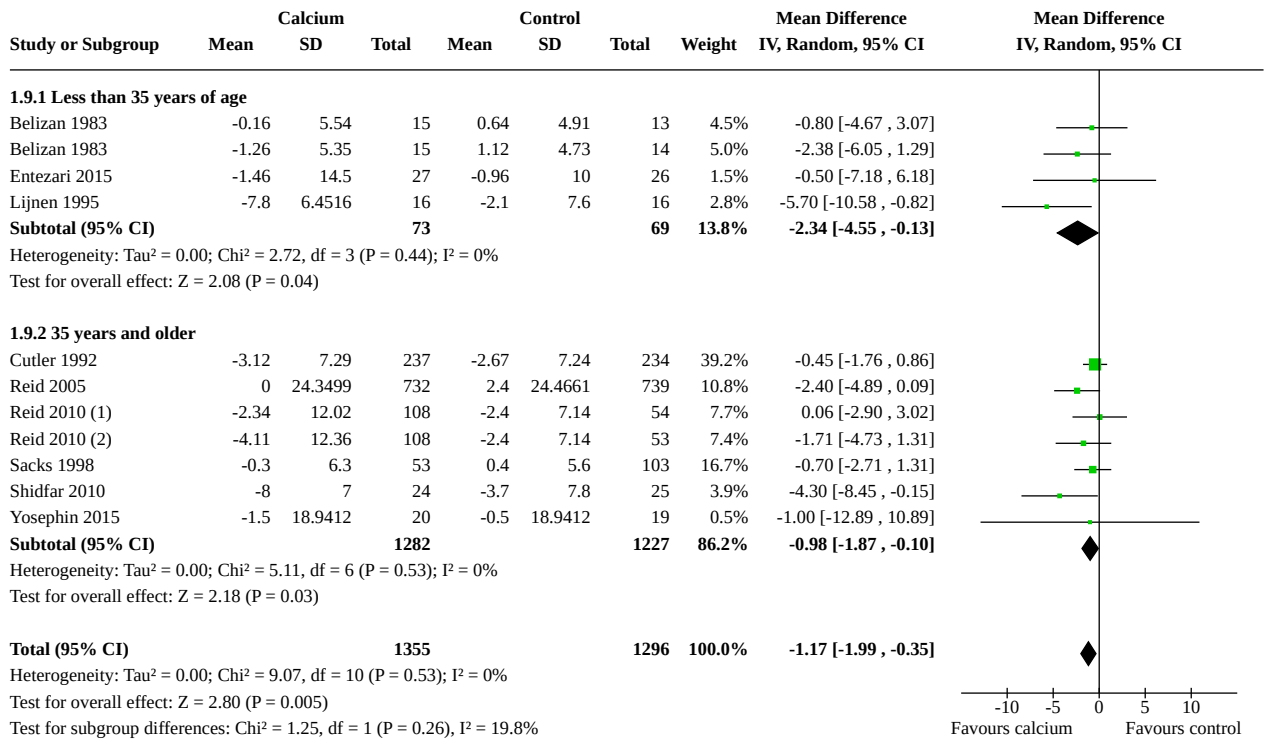 Calcium Control Mean Difference Mean Difference
Study or Subgroup Mean SD Total Mean SD Total Weight IV, Random, 95% CI IV, Random, 95% CI
1.9.1 Less than 35 years of age
Belizan 1983 -0.16 5.54 15 0.64 4.91 13 4.5% -0.80 [-4.67 , 3.07]
Belizan 1983 -1.26 5.35 15 1.12 4.73 14 5.0% -2.38 [-6.05 , 1.29]
Entezari 2015 -1.46 14.5 27 -0.96 10 26 1.5% -0.50 [-7.18 , 6.18]
Lijnen 1995 -7.8 6.4516 16 -2.1 7.6 16 2.8% -5.70 [-10.58 , -0.82]
Subtotal (95% CI) 73 69 13.8% -2.34 [-4.55 , -0.13]
Heterogeneity: Tau² = 0.00; Chi² = 2.72, df = 3 (P = 0.44); I² = 0%
Test for overall effect: Z = 2.08 (P = 0.04)
1.9.2 35 years and older
Cutler 1992 -3.12 7.29 237 -2.67 7.24 234 39.2% -0.45 [-1.76 , 0.86]
Reid 2005 0 24.3499 732 2.4 24.4661 739 10.8% -2.40 [-4.89 , 0.09]
Reid 2010 (1) -2.34 12.02 108 -2.4 7.14 54 7.7% 0.06 [-2.90 , 3.02]
Reid 2010 (2) -4.11 12.36 108 -2.4 7.14 53 7.4% -1.71 [-4.73 , 1.31]
Sacks 1998 -0.3 6.3 53 0.4 5.6 103 16.7% -0.70 [-2.71 , 1.31]
Shidfar 2010 -8 7 24 -3.7 7.8 25 3.9% -4.30 [-8.45 , -0.15]
Yosephin 2015 -1.5 18.9412 20 -0.5 18.9412 19 0.5% -1.00 [-12.89 , 10.89]
Subtotal (95% CI) 1282 1227 86.2% -0.98 [-1.87 , -0.10]
Heterogeneity: Tau² = 0.00; Chi² = 5.11, df = 6 (P = 0.53); I² = 0%
Test for overall effect: Z = 2.18 (P = 0.03)
Total (95% CI) 1355 1296 100.0% -1.17 [-1.99 , -0.35]
Heterogeneity: Tau² = 0.00; Chi² = 9.07, df = 10 (P = 0.53); I² = 0%
Test for overall effect: Z = 2.80 (P = 0.005)
Test for subgroup differences: Chi² = 1.25, df = 1 (P = 0.26), I² = 19.8%
-10 -5 0 5 10
Favours calcium Favours control